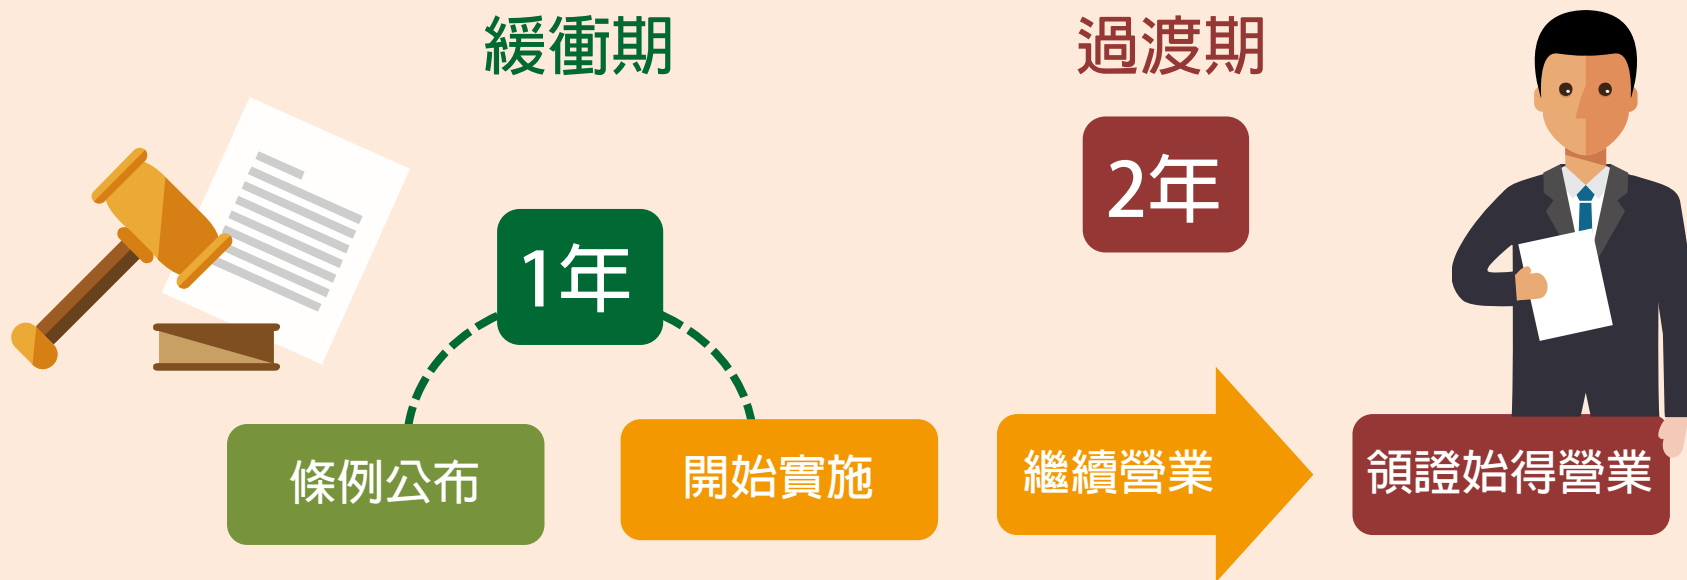 緩衝期
過渡期
2年
1年
條例公布
開始實施
繼續營業
領證始得營業